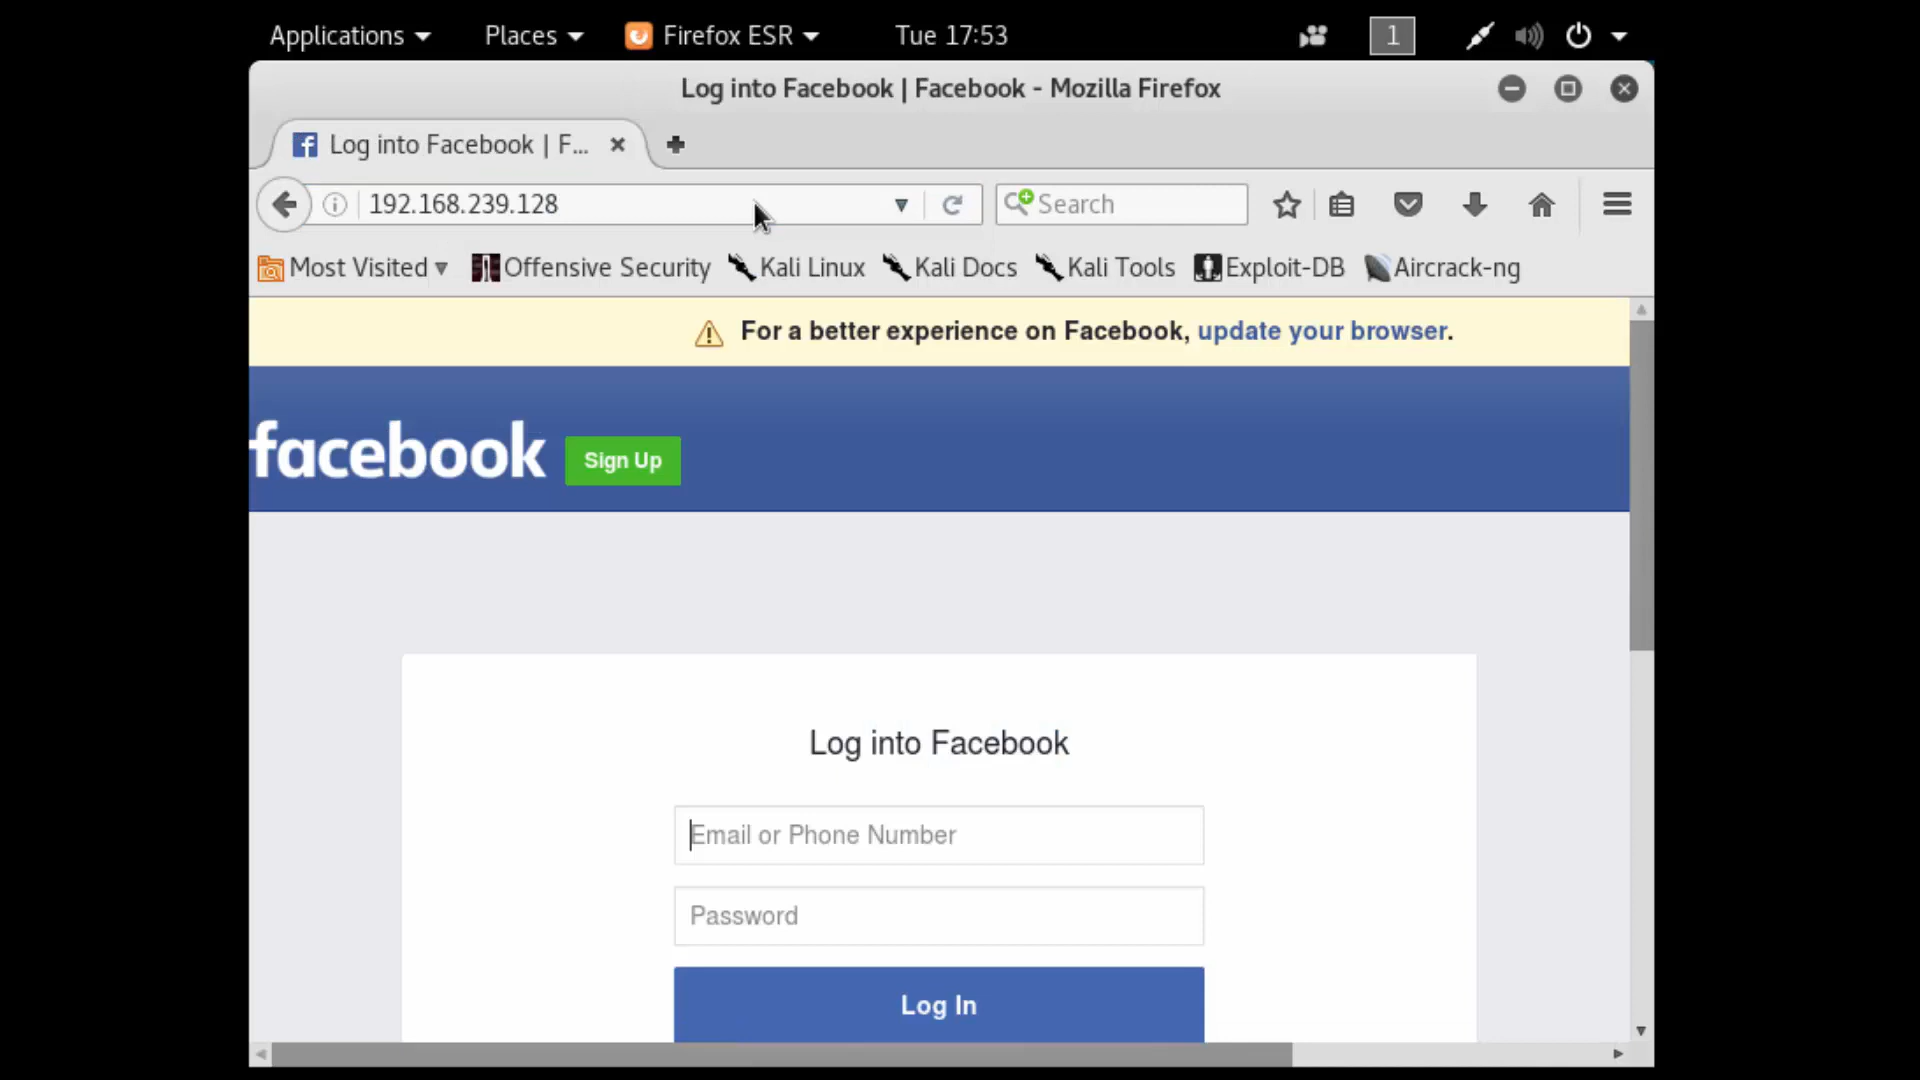 Applications Places Firefox ESR Tue 17:53 1
Log into Facebook | Facebook - Mozilla Firefox
Log into Facebook | F...
192.168.239.128 Search
Most Visited Offensive Security Kali Linux Kali Docs Kali Tools Exploit-DB Aircrack-ng
For a better experience on Facebook, update your browser.
facebook Sign Up
Log into Facebook
Email or Phone Number
Password
Log In